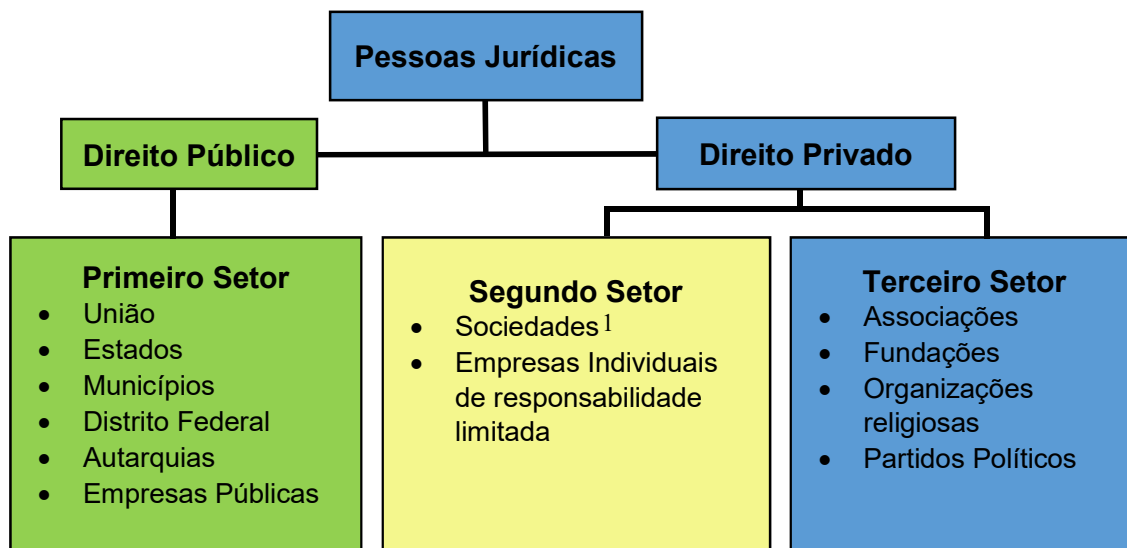 Pessoas Jurídicas
Direito Público
Direito Privado
Primeiro Setor
• União
• Estados
• Municípios
• Distrito Federal
• Autarquias
• Empresas Públicas
Segundo Setor
• Sociedades1
• Empresas Individuais
de responsabilidade
limitada
Terceiro Setor
• Associações
• Fundações
• Organizações
religiosas
• Partidos Políticos